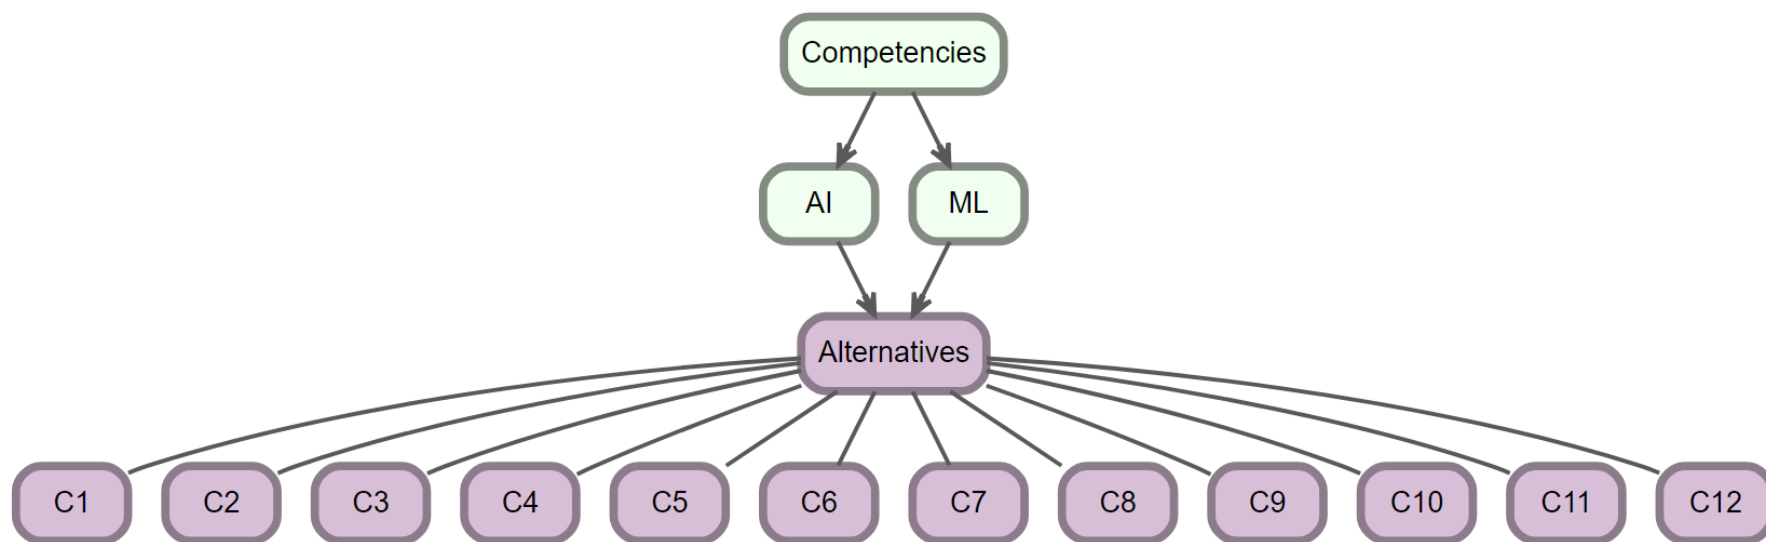 Competencies
AI
ML
Alternatives
C1
C2
C3
C4
C5
C6
C7
C8
C9
C10
C11
C12